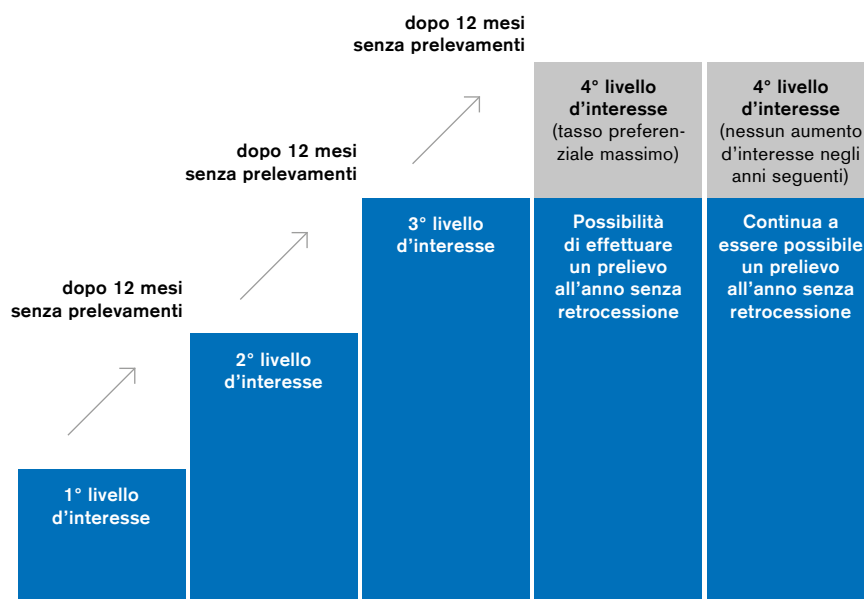 dopo 12 mesi
senza prelevamenti
4° livello
d'interesse
(tasso preferen-
ziale massimo)
4° livello
d'interesse
(nessun aumento
d'interesse negli
anni seguenti)
dopo 12 mesi
senza prelevamenti
3° livello
d'interesse
Possibilità
di effettuare
un prelievo
all'anno senza
retrocessione
Continua a
essere possibile
un prelievo
all'anno senza
retrocessione
dopo 12 mesi
senza prelevamenti
2° livello
d'interesse
1° livello
d'interesse